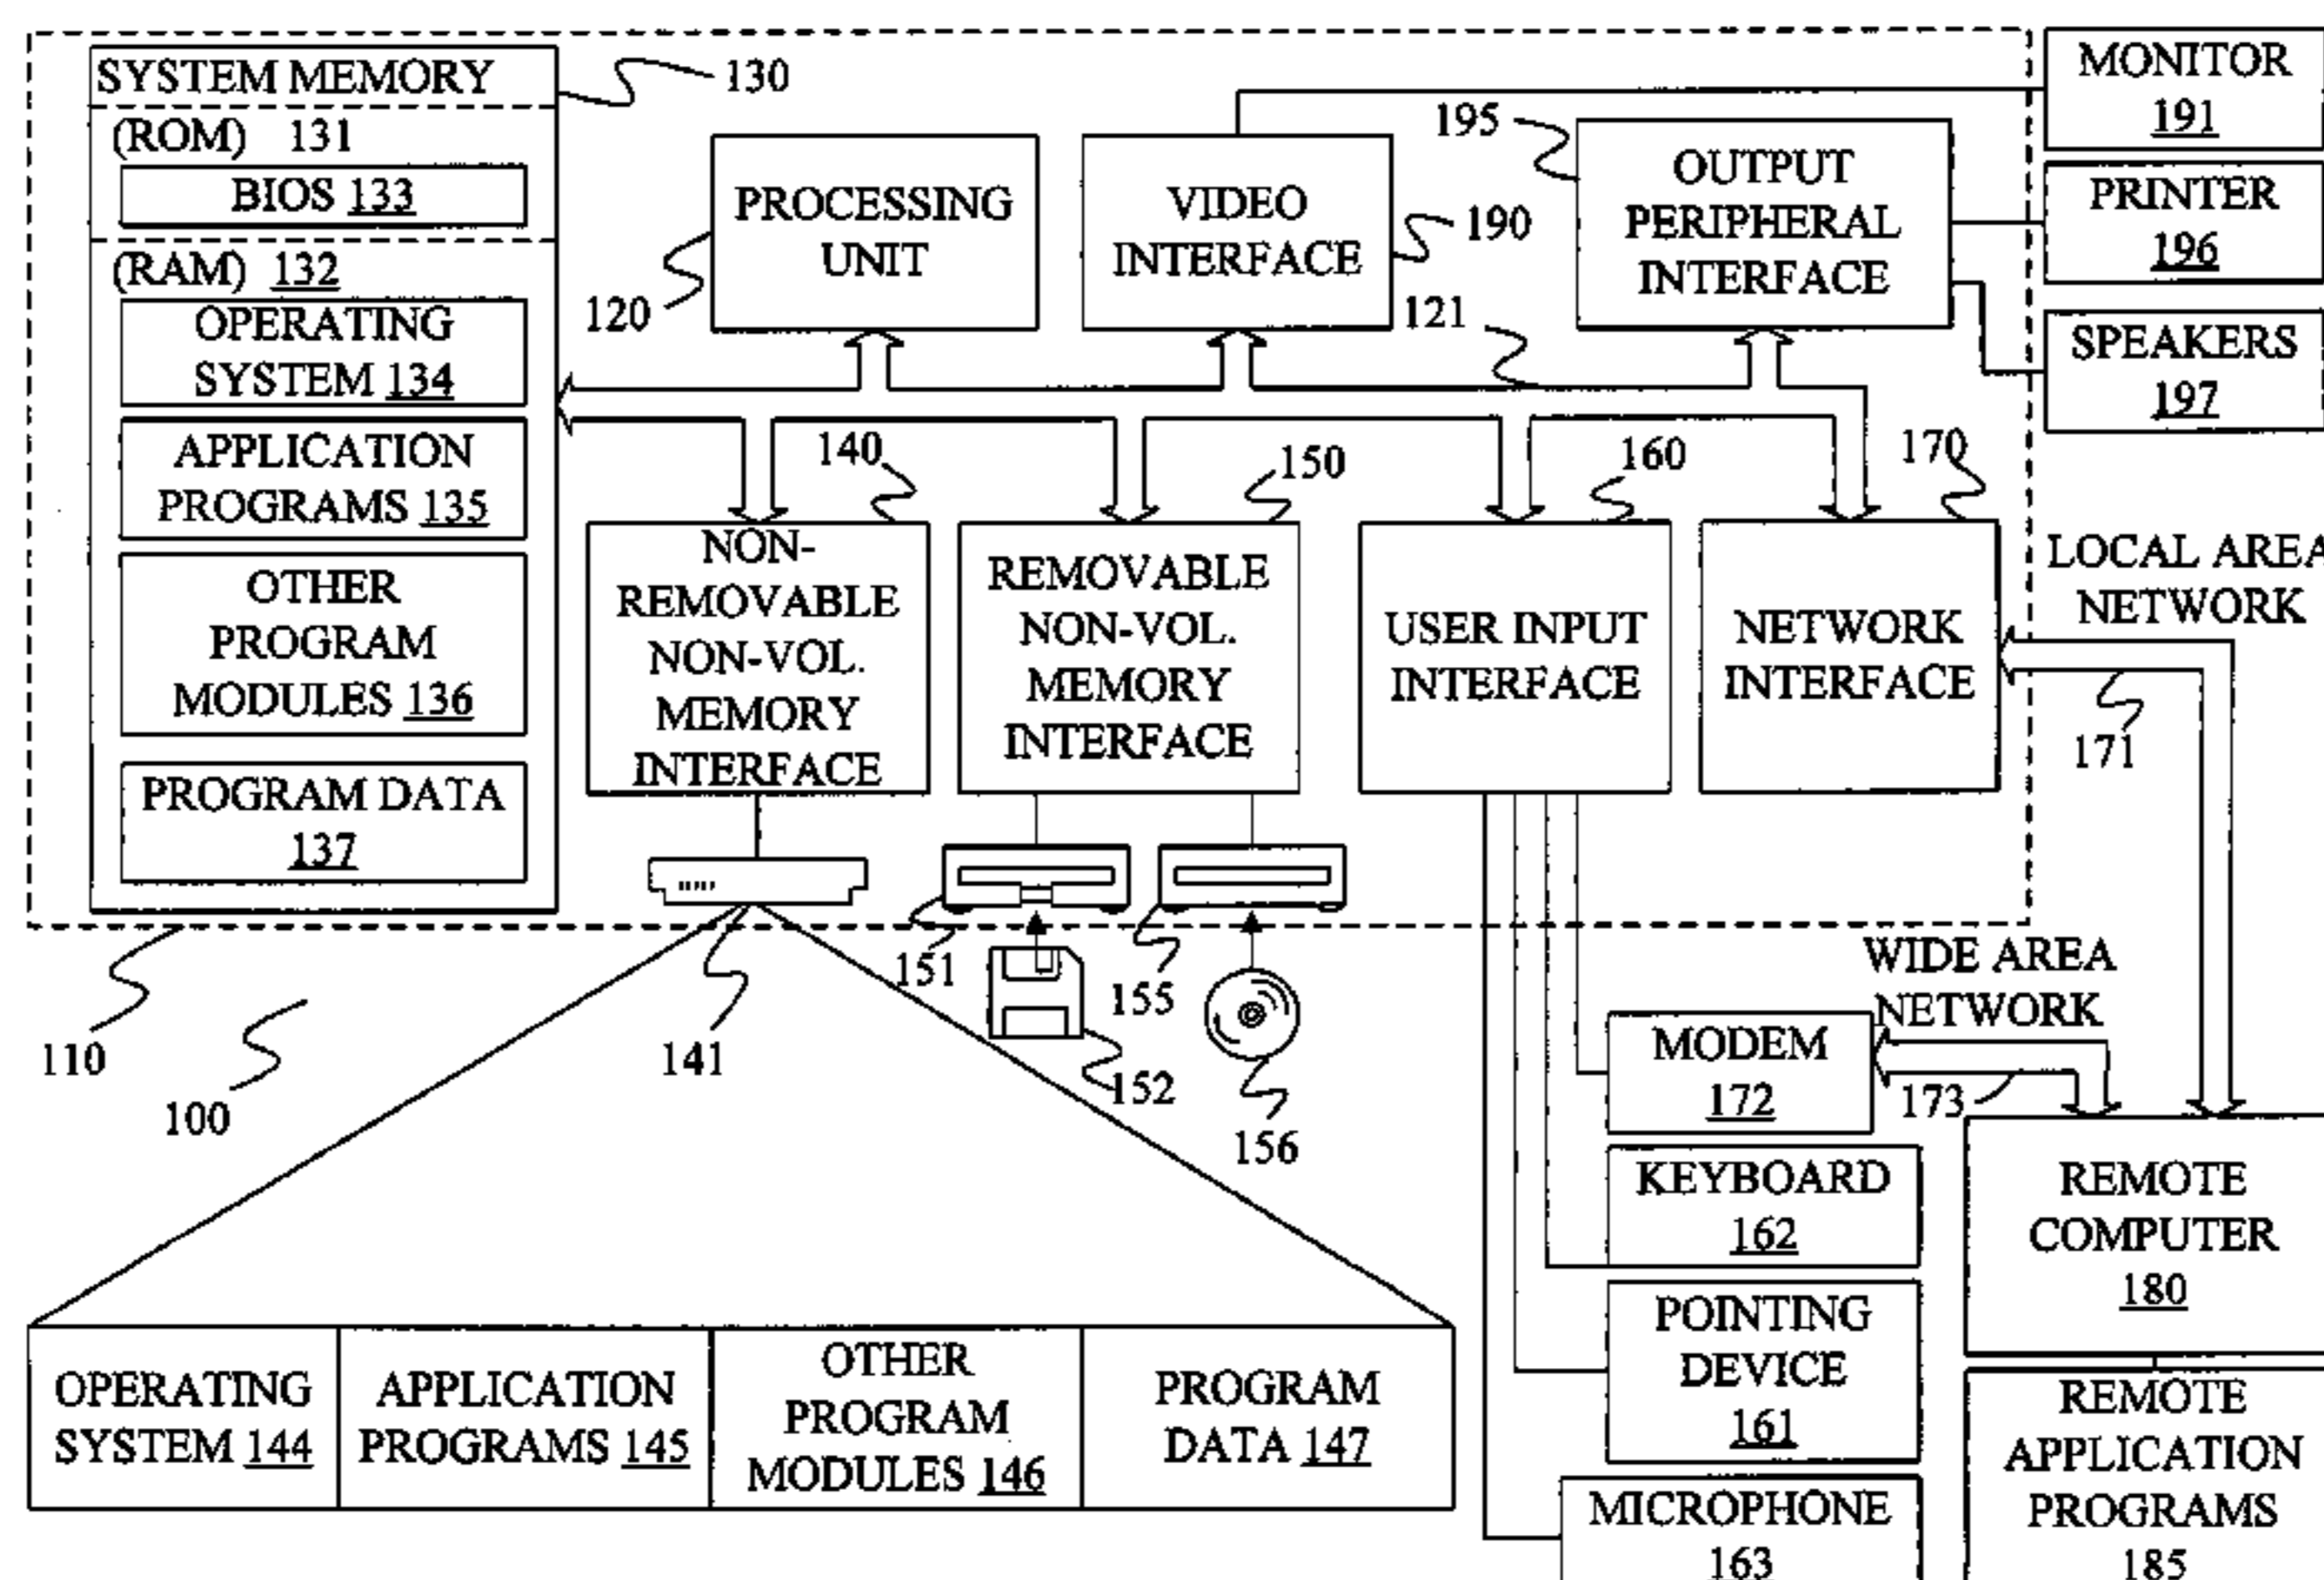 SYSTEM MEMORY
130
(ROM) 131
BIOS 133
(RAM) 132
OPERATING
SYSTEM 134
APPLICATION
PROGRAMS 135
OTHER
PROGRAM
MODULES 136
PROGRAM DATA
137
PROCESSING
UNIT
120
VIDEO
INTERFACE
190
121
195
OUTPUT
PERIPHERAL
INTERFACE
MONITOR
191
PRINTER
196
SPEAKERS
197
140
NON-
REMOVABLE
NON-VOL.
MEMORY
INTERFACE
150
REMOVABLE
NON-VOL.
MEMORY
INTERFACE
160
USER INPUT
INTERFACE
170
NETWORK
INTERFACE
LOCAL AREA
NETWORK
171
110
100
141
151
152
155
156
WIDE AREA
NETWORK
173
MODEM
172
KEYBOARD
162
POINTING
DEVICE
161
MICROPHONE
163
REMOTE
COMPUTER
180
REMOTE
APPLICATION
PROGRAMS
185
OPERATING
SYSTEM 144
APPLICATION
PROGRAMS 145
OTHER
PROGRAM
MODULES 146
PROGRAM
DATA 147